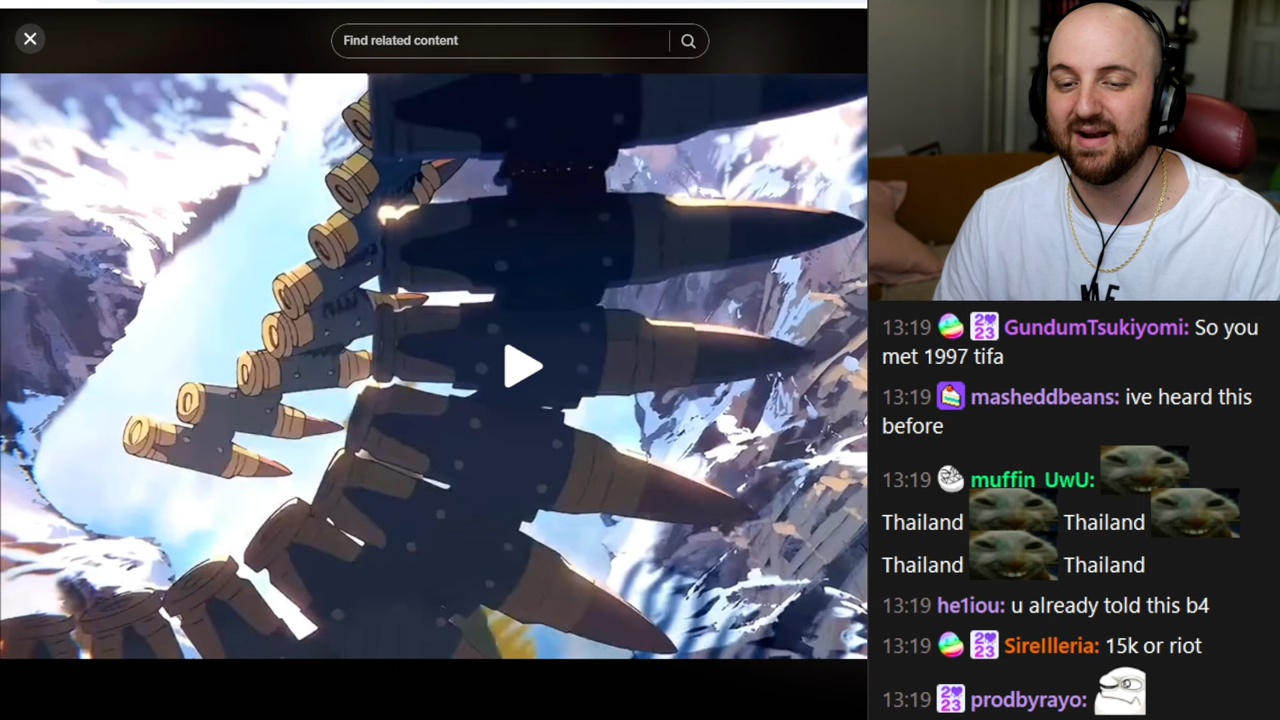 Find related content
13:19 GundumTsukiyomi: So you
met 1997 tifa
13:19 masheddbeans: ive heard this
before
13:19 muffin_UwU:
Thailand Thailand
Thailand Thailand
13:19 he1iou: u already told this b4
13:19 SireIlleria: 15k or riot
13:19 prodbyrayo: